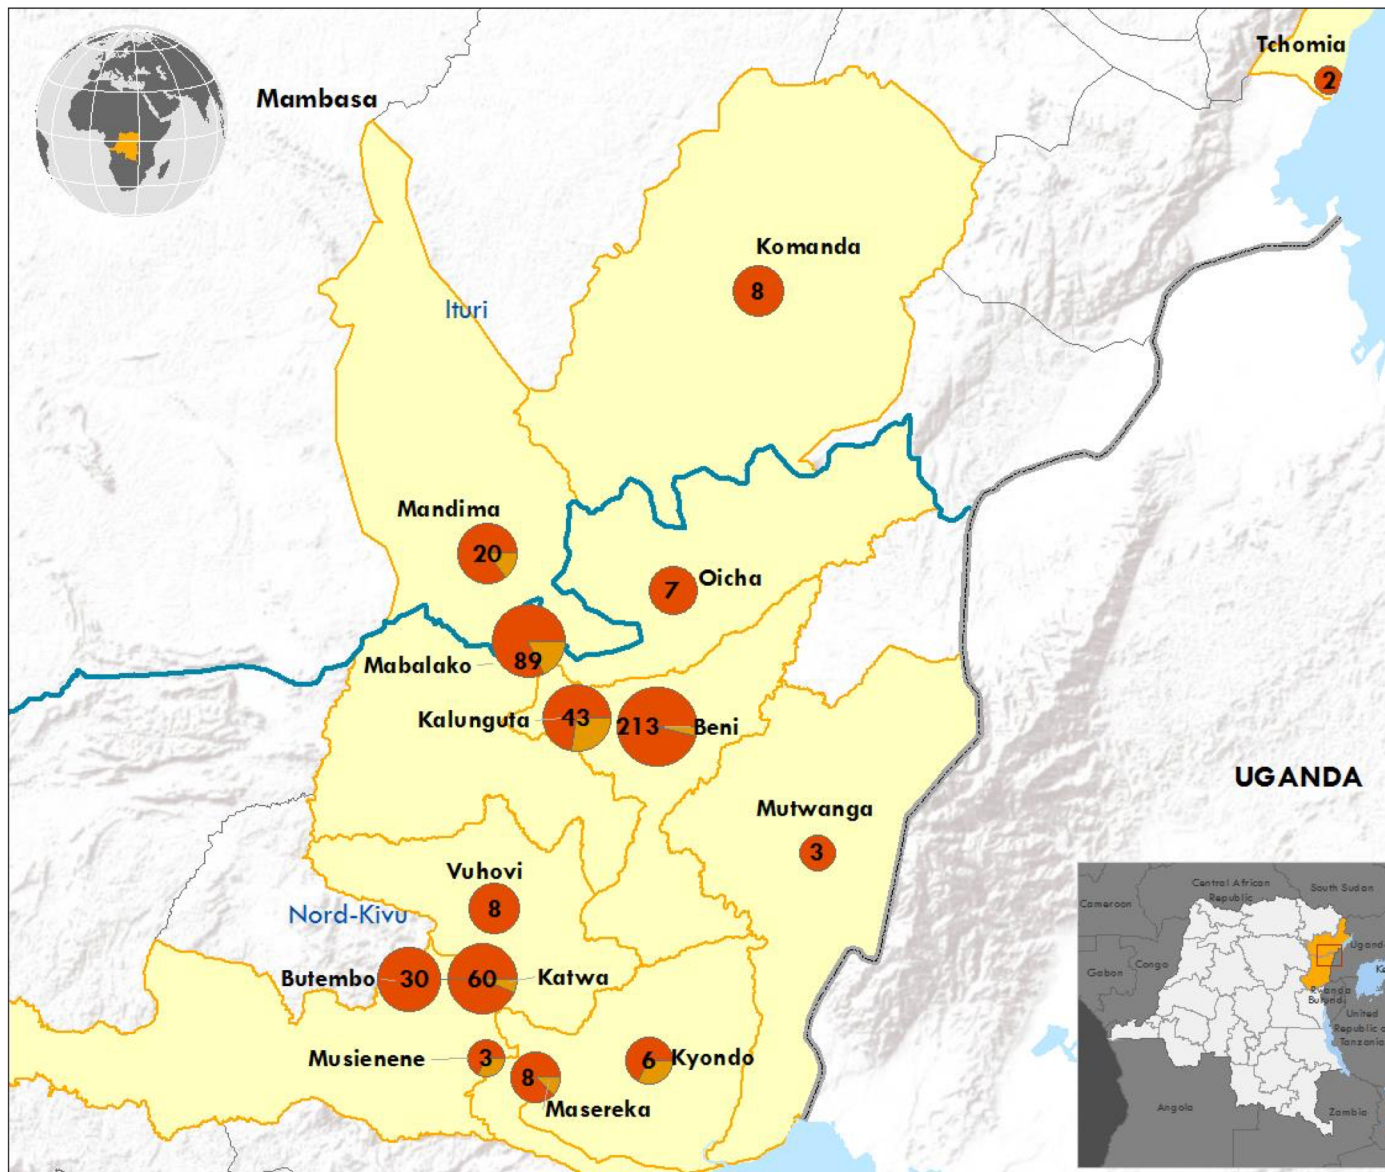 Tchomia
2
Mambasa
Komanda
8
Ituri
Mandima
20
Oicha
7
Mabalako
89
Kalunguta
43
213
Beni
UGANDA
Mutwanga
3
Vuhovi
8
Nord-Kivu
Butembo
30
60
Katwa
Musienene
3
8
Masereka
6
Kyondo
Central African
Republic
South Sudan
Cameroon
Uganda
Gabon
Congo
Rwanda
Burundi
United
Republic of
Tanzania
Angola
Zambia